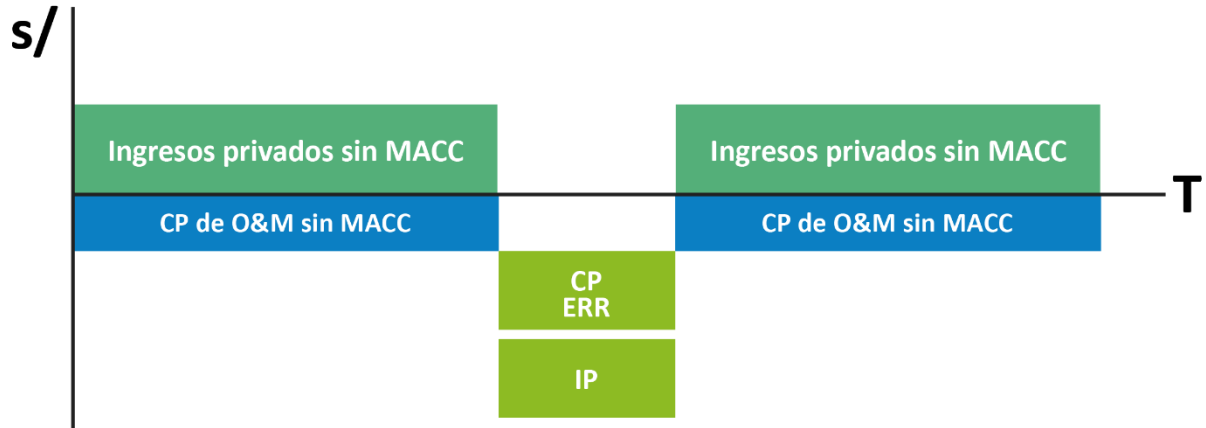 s/
Ingresos privados sin MACC
Ingresos privados sin MACC
T
CP de O&M sin MACC
CP de O&M sin MACC
CP
ERR
IP